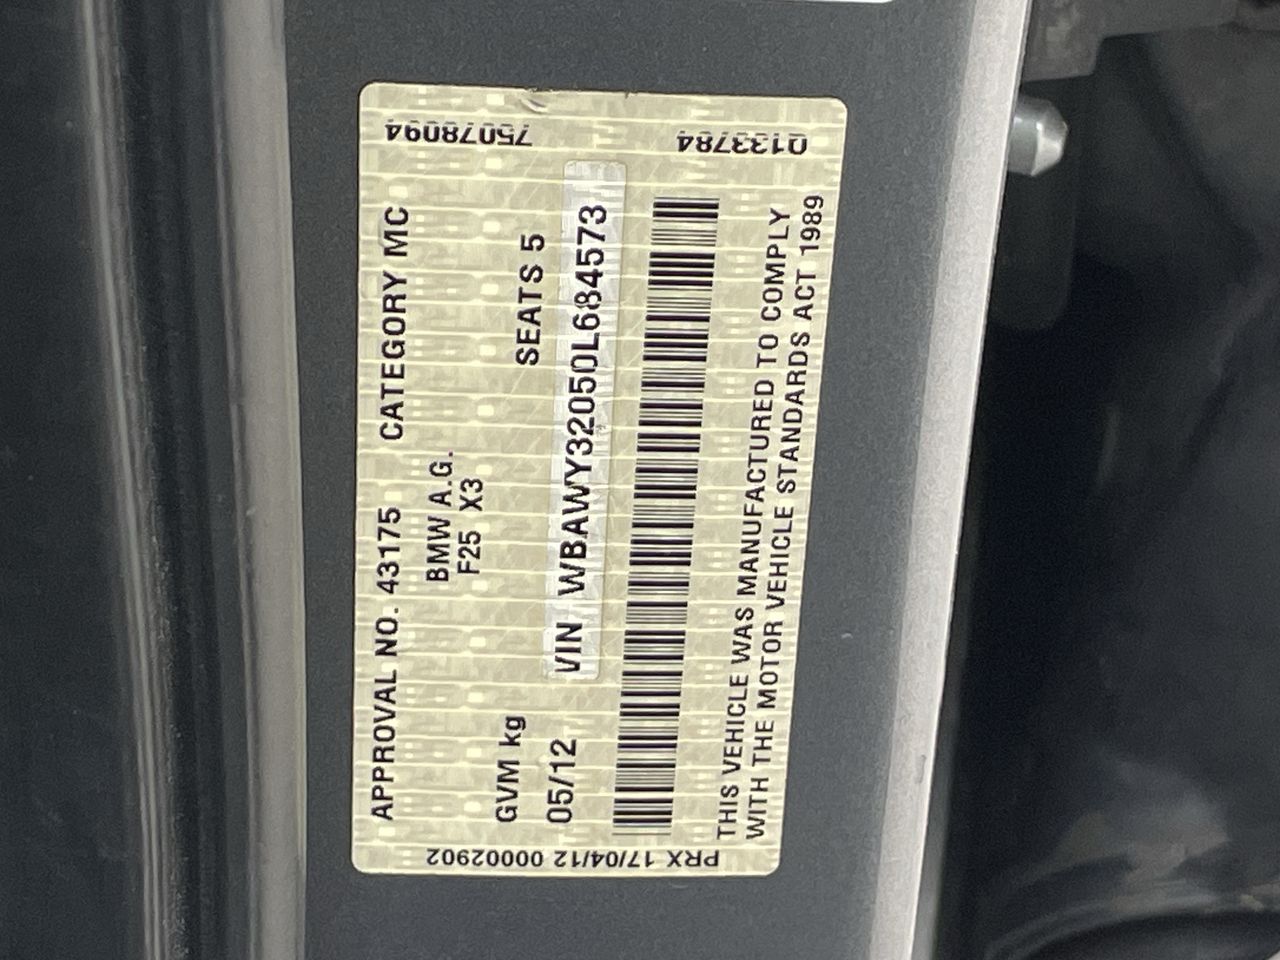 APPROVAL NO. 43175 CATEGORY MC
BMW A.G.
F25 X3
GVM kg SEATS 5
05/12 VIN WBAWY32050L684573
THIS VEHICLE WAS MANUFACTURED TO COMPLY
WITH THE MOTOR VEHICLE STANDARDS ACT 1989
PRX 17/04/12 00002902
75078094
0133784